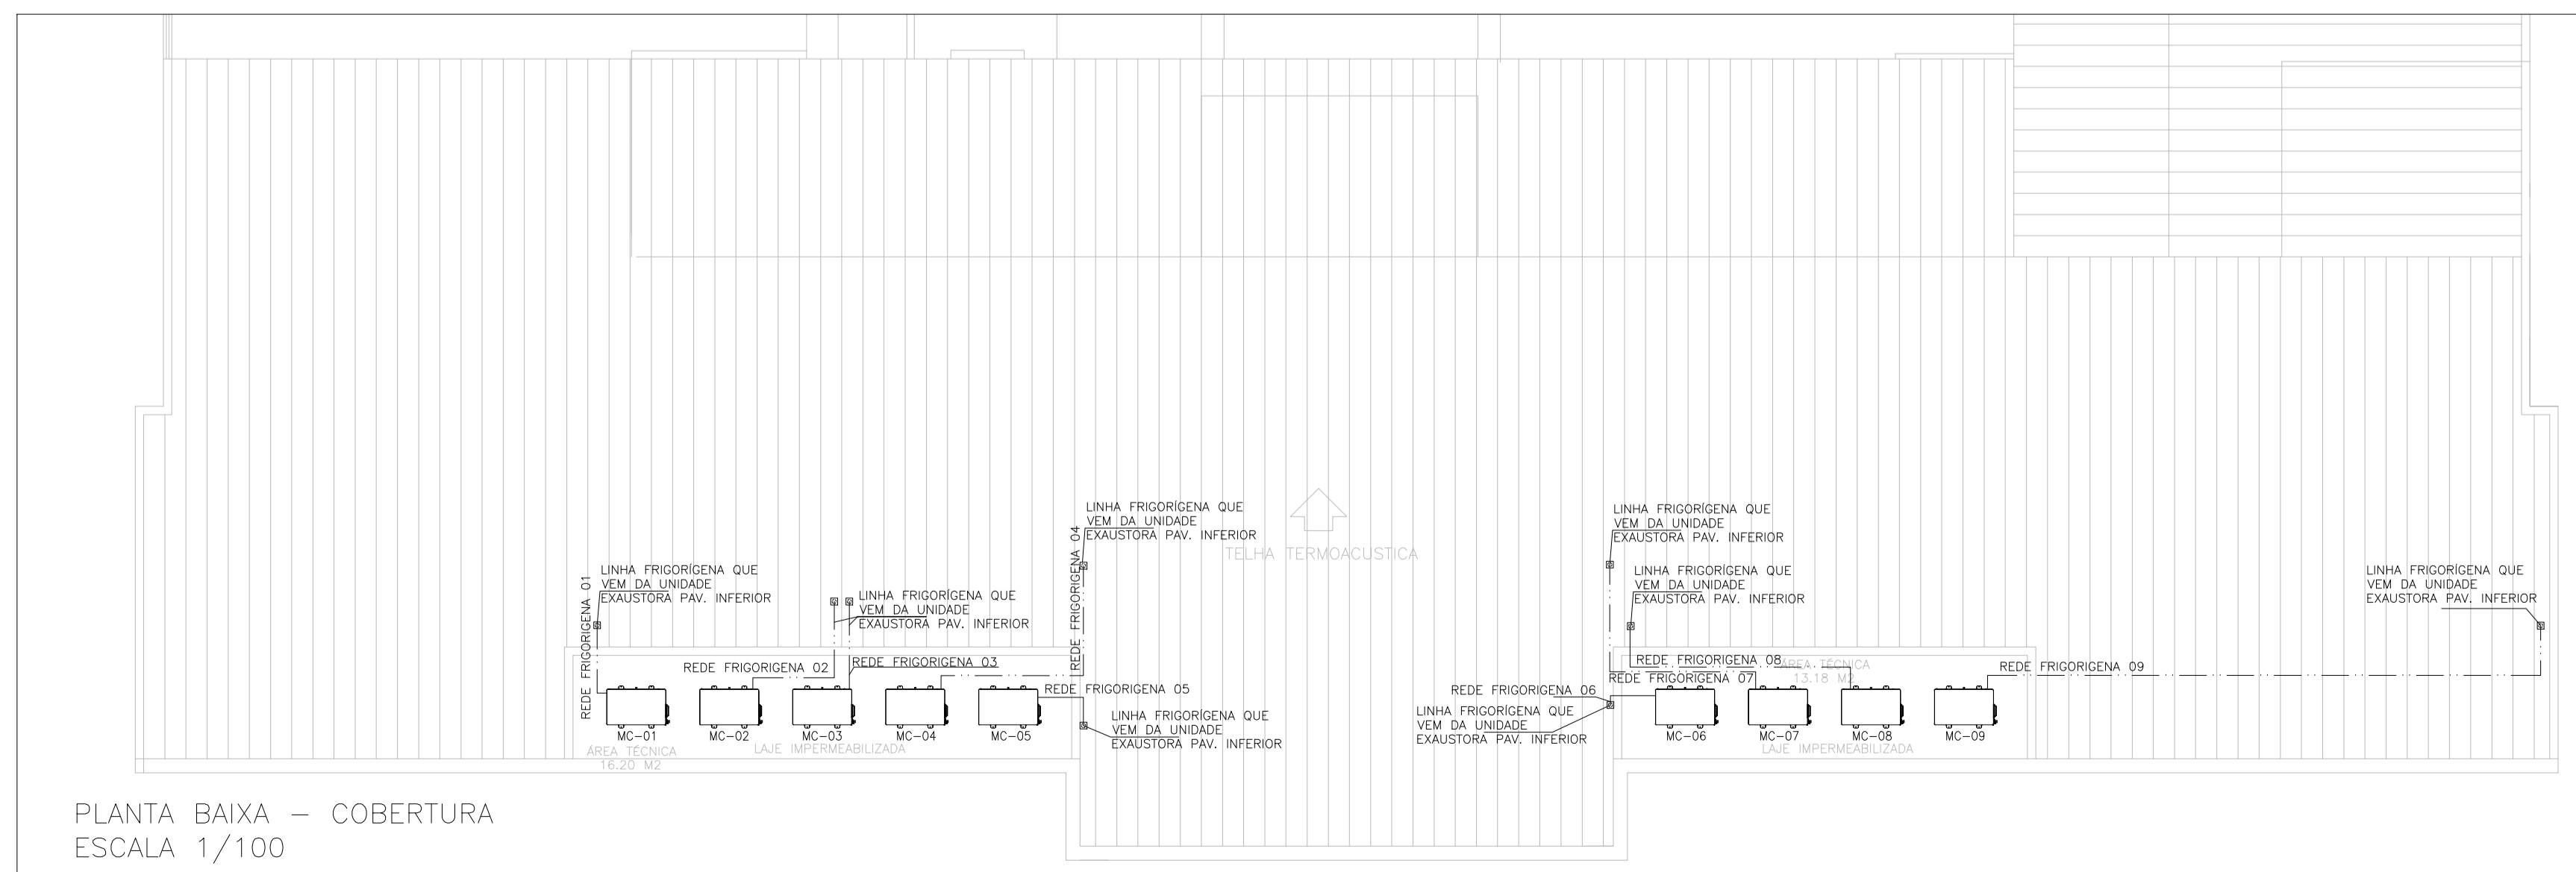 LINHA FRIGORÍGENA QUE
VEM DA UNIDADE
EXAUSTORA PAV. INFERIOR
LINHA FRIGORÍGENA QUE
VEM DA UNIDADE
EXAUSTORA PAV. INFERIOR
TELHA TERMOACUSTICA
LINHA FRIGORÍGENA QUE
VEM DA UNIDADE
EXAUSTORA PAV. INFERIOR
LINHA FRIGORÍGENA QUE
VEM DA UNIDADE
EXAUSTORA PAV. INFERIOR
LINHA FRIGORÍGENA QUE
VEM DA UNIDADE
EXAUSTORA PAV. INFERIOR
LINHA FRIGORÍGENA QUE
VEM DA UNIDADE
EXAUSTORA PAV. INFERIOR
REDE FRIGORIGENA 01
REDE FRIGORIGENA 02
REDE FRIGORIGENA 03
REDE FRIGORIGENA 04
REDE FRIGORIGENA 05
LINHA FRIGORÍGENA QUE
VEM DA UNIDADE
EXAUSTORA PAV. INFERIOR
REDE FRIGORIGENA 06
LINHA FRIGORÍGENA QUE
VEM DA UNIDADE
EXAUSTORA PAV. INFERIOR
REDE FRIGORIGENA 08
REDE FRIGORIGENA 07
ÁREA TÉCNICA
13.18 M2
REDE FRIGORIGENA 09
MC-01
MC-02
MC-03
MC-04
MC-05
MC-06
MC-07
MC-08
MC-09
ÁREA TÉCNICA
16.20 M2
LAJE IMPERMEABILIZADA
LAJE IMPERMEABILIZADA
PLANTA BAIXA – COBERTURA
ESCALA 1/100